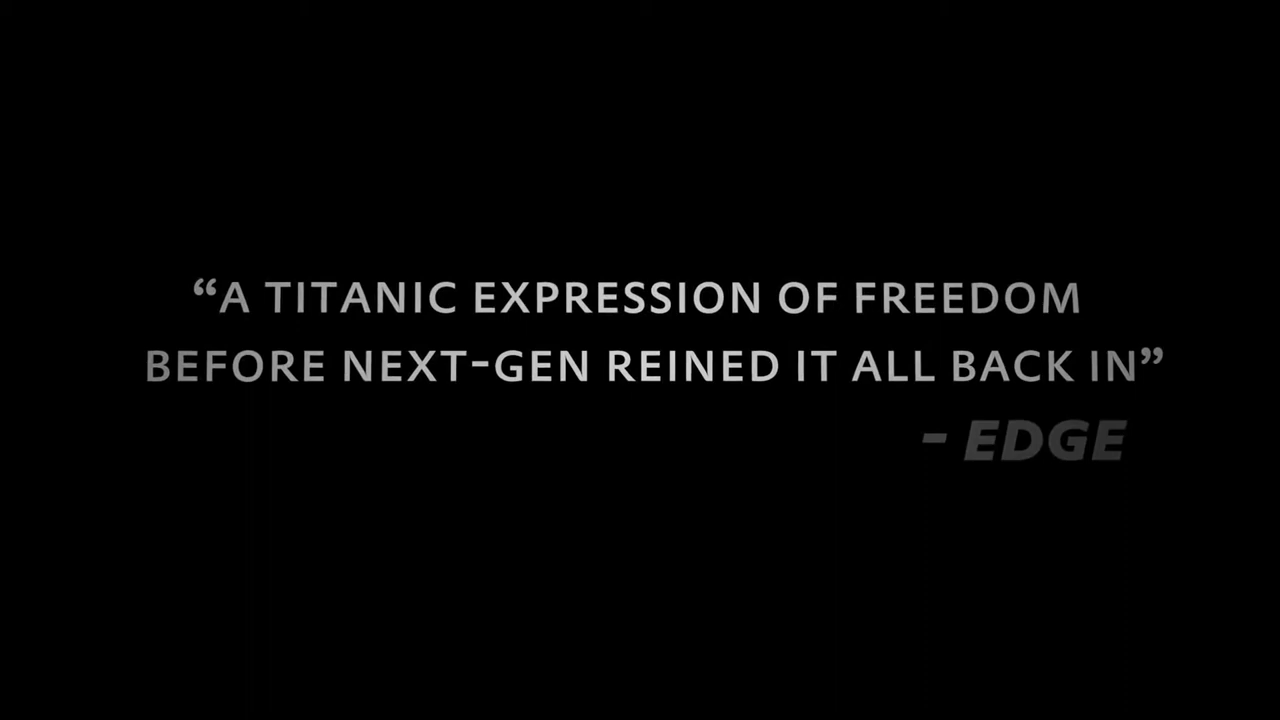 “A TITANIC EXPRESSION OF FREEDOM
BEFORE NEXT-GEN REINED IT ALL BACK IN”
- EDGE